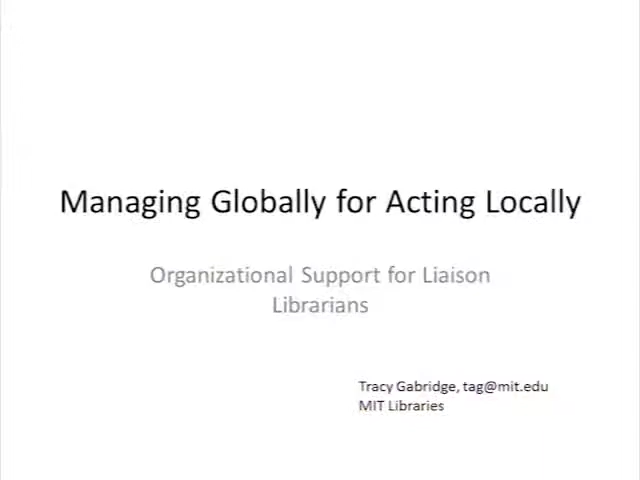 Managing Globally for Acting Locally
Organizational Support for Liaison
Librarians
Tracy Gabridge, tag@mit.edu
MIT Libraries